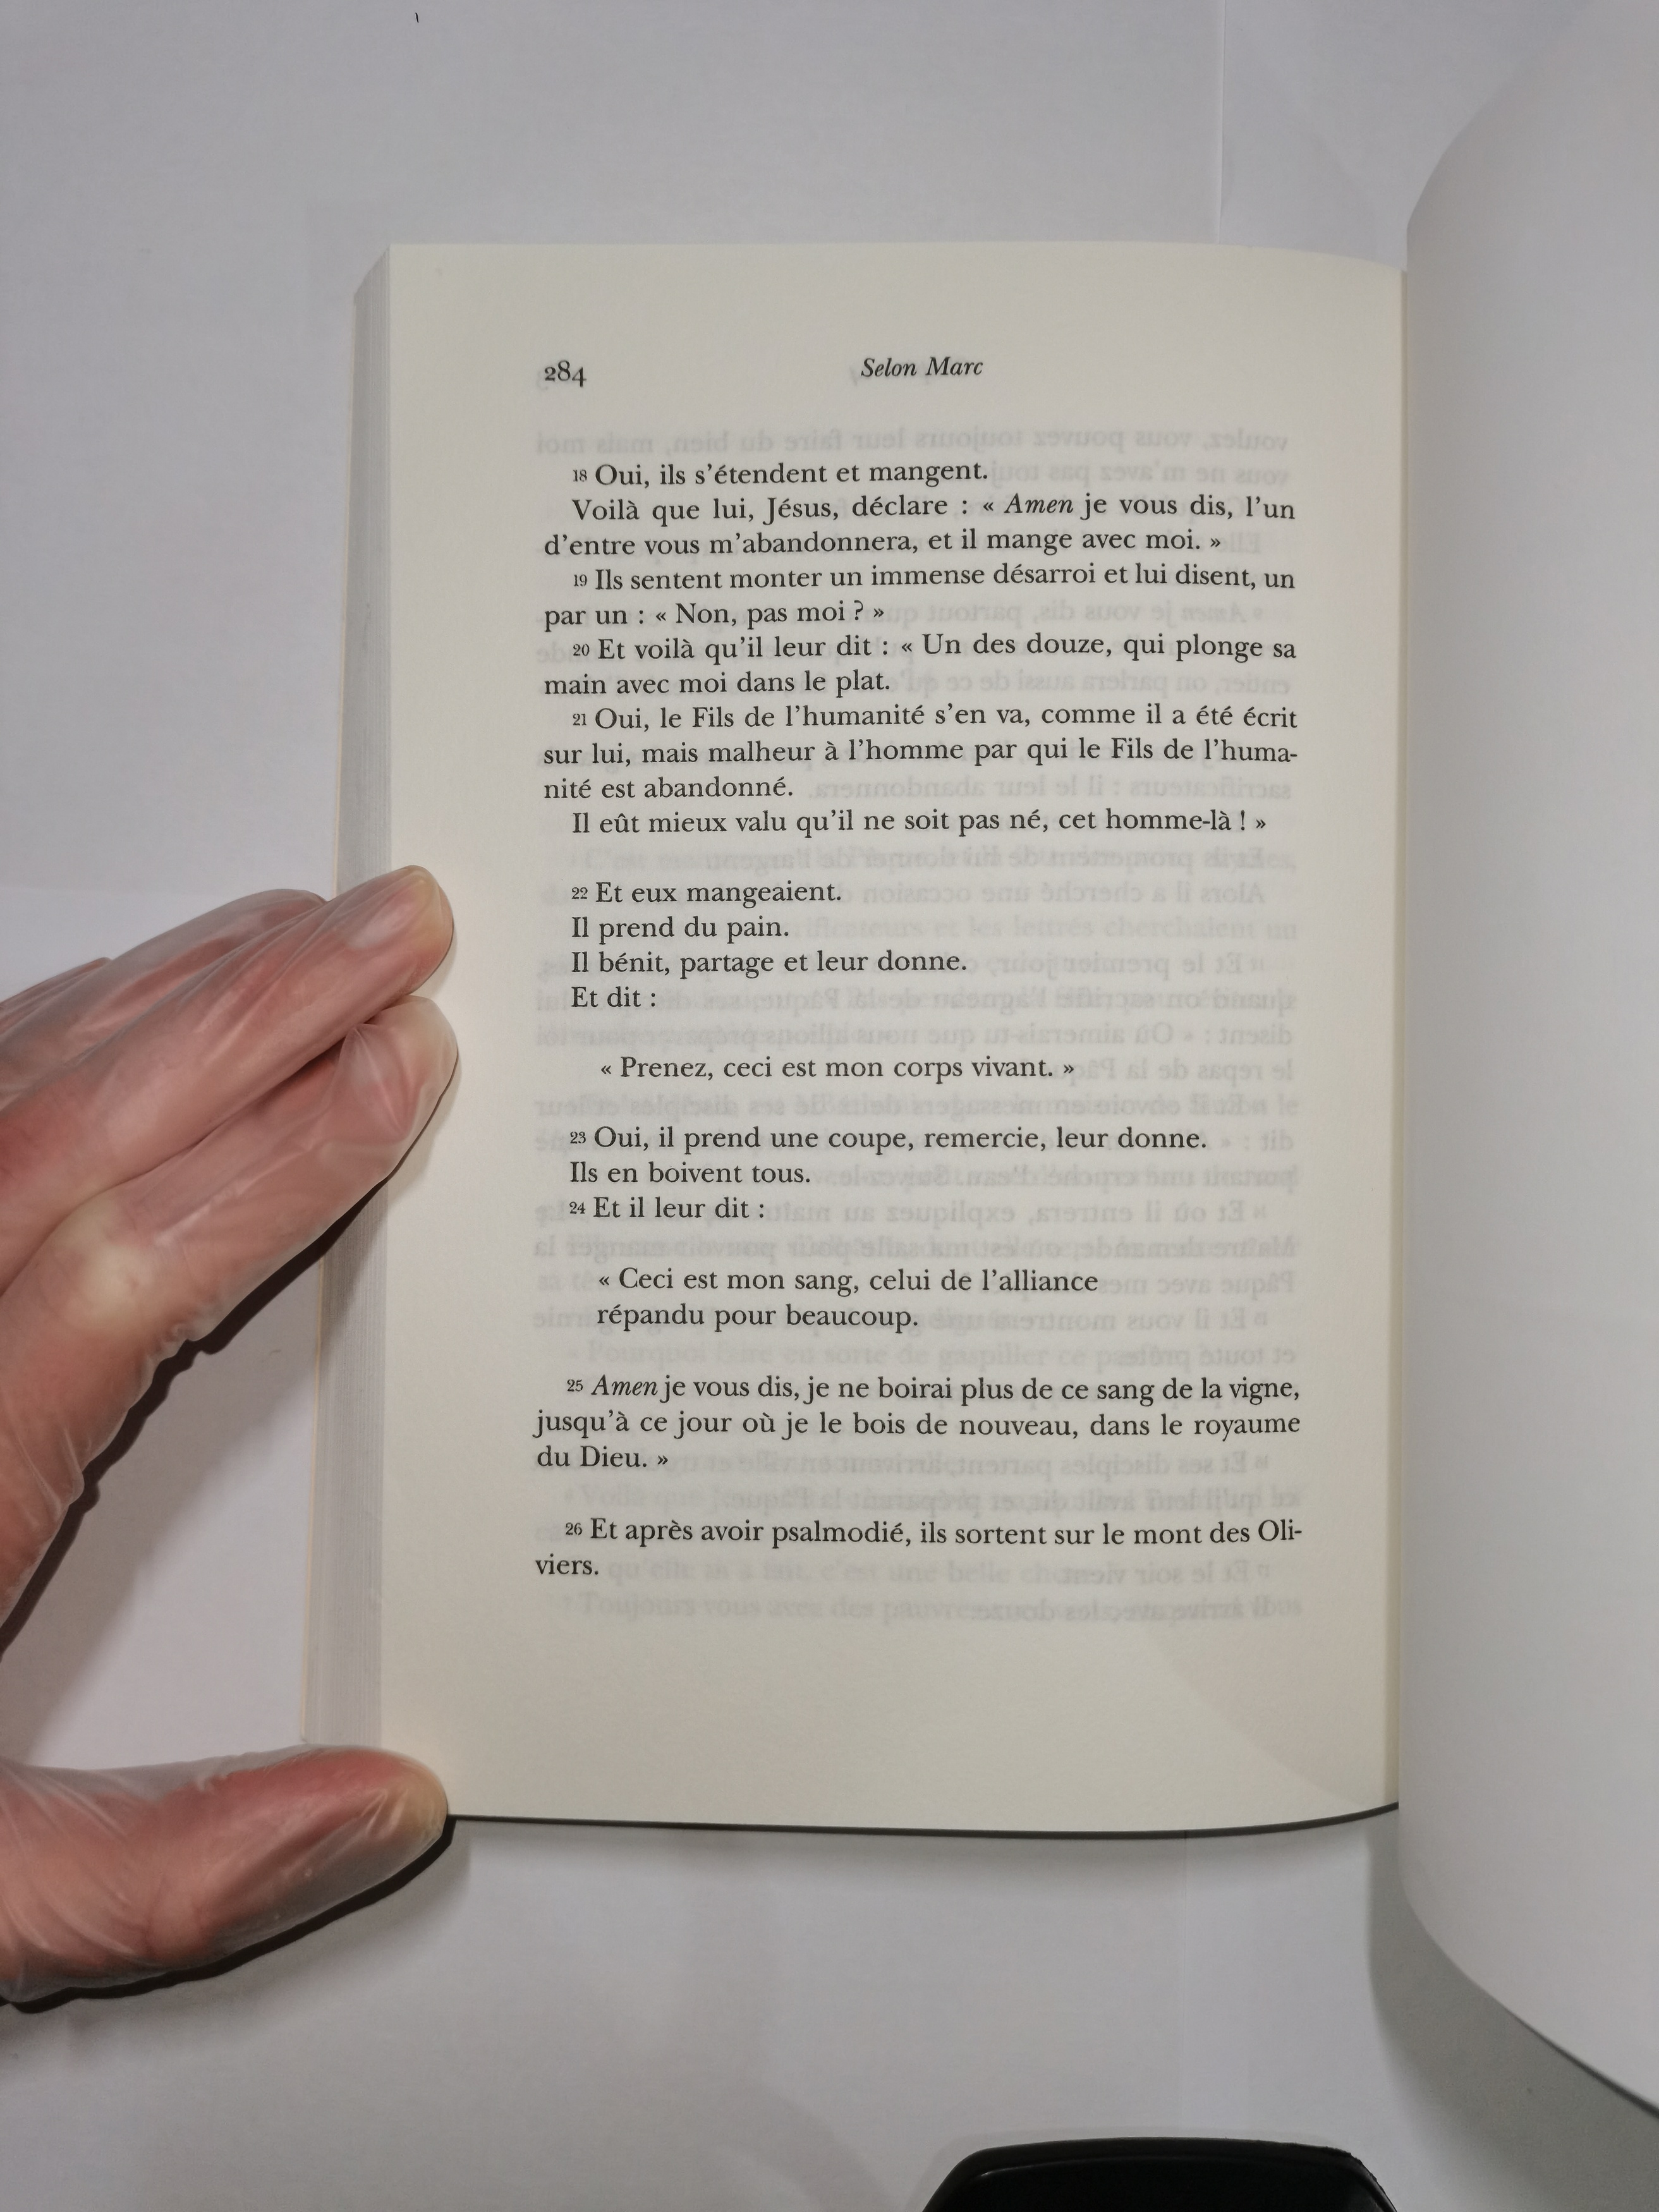 284
Selon Marc
18 Oui, ils s’étendent et mangent.
Voilà que lui, Jésus, déclare : « Amen je vous dis, l’un
d’entre vous m’abandonnera, et il mange avec moi. »
19 Ils sentent monter un immense désarroi et lui disent, un
par un : « Non, pas moi ? »
20 Et voilà qu’il leur dit : « Un des douze, qui plonge sa
main avec moi dans le plat.
21 Oui, le Fils de l’humanité s’en va, comme il a été écrit
sur lui, mais malheur à l’homme par qui le Fils de l’huma-
nité est abandonné.
Il eût mieux valu qu’il ne soit pas né, cet homme-là ! »
22 Et eux mangeaient.
Il prend du pain.
Il bénit, partage et leur donne.
Et dit :
« Prenez, ceci est mon corps vivant. »
23 Oui, il prend une coupe, remercie, leur donne.
Ils en boivent tous.
24 Et il leur dit :
« Ceci est mon sang, celui de l’alliance
répandu pour beaucoup.
25 Amen je vous dis, je ne boirai plus de ce sang de la vigne,
jusqu’à ce jour où je le bois de nouveau, dans le royaume
du Dieu. »
26 Et après avoir psalmodié, ils sortent sur le mont des Oli-
viers.